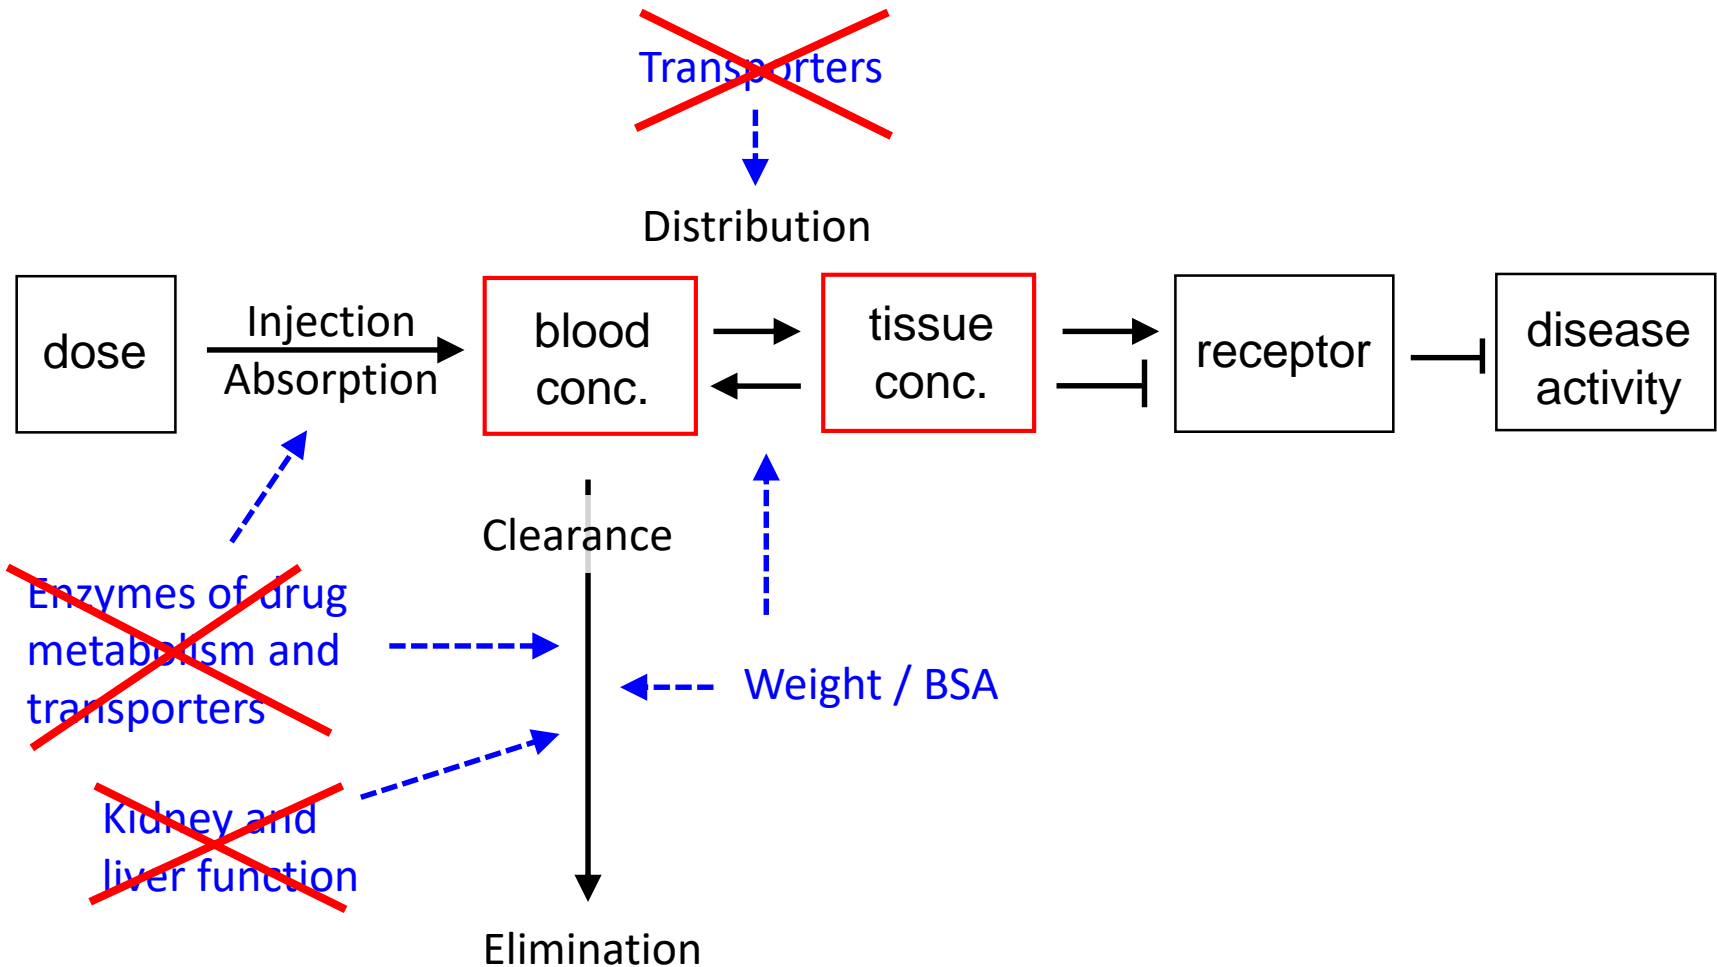 Transporters
Distribution
dose
Injection
Absorption
blood
conc.
tissue
conc.
receptor
disease
activity
Clearance
Enzymes of drug
metabolism and
transporters
Weight / BSA
Kidney and
liver function
Elimination